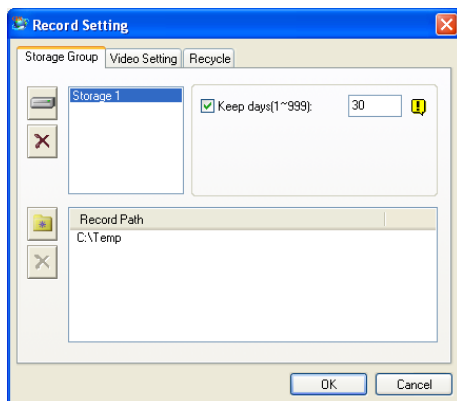 Record Setting
Storage Group Video Setting Recycle
Storage 1
Keep days(1~999): 30
Record Path
C:\Temp
OK Cancel